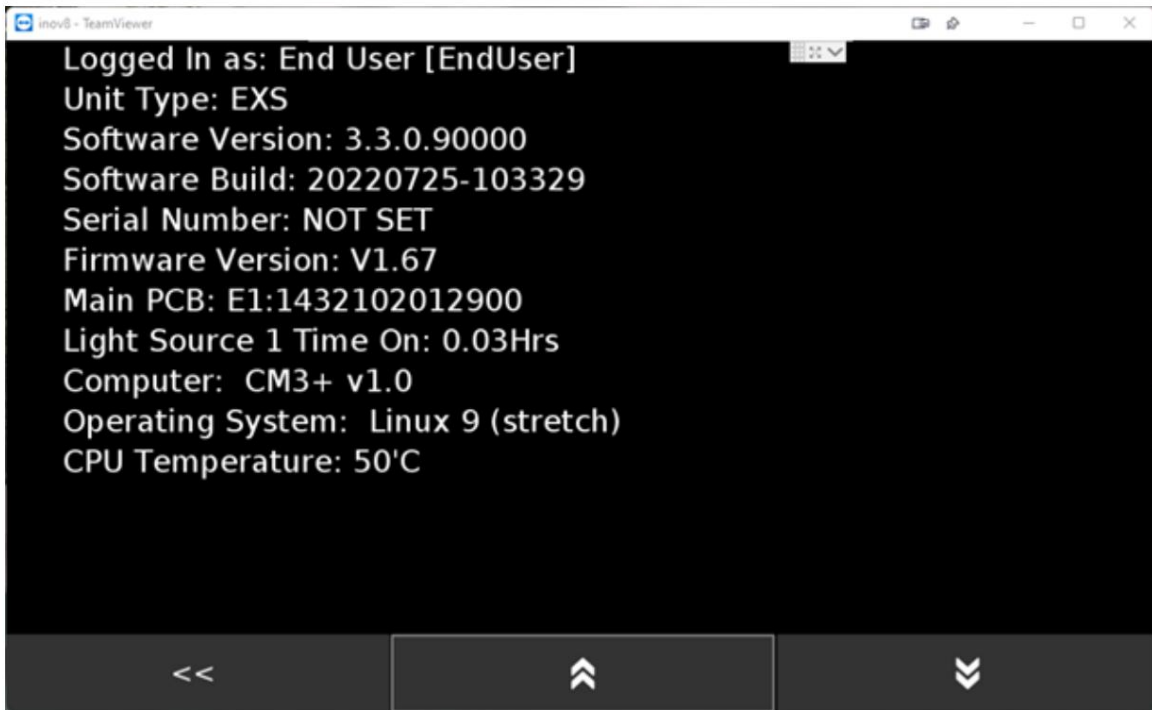 inov8 - TeamViewer
Logged In as: End User [EndUser]
Unit Type: EXS
Software Version: 3.3.0.90000
Software Build: 20220725-103329
Serial Number: NOT SET
Firmware Version: V1.67
Main PCB: E1:1432102012900
Light Source 1 Time On: 0.03Hrs
Computer:  CM3+ v1.0
Operating System:  Linux 9 (stretch)
CPU Temperature: 50'C
<<